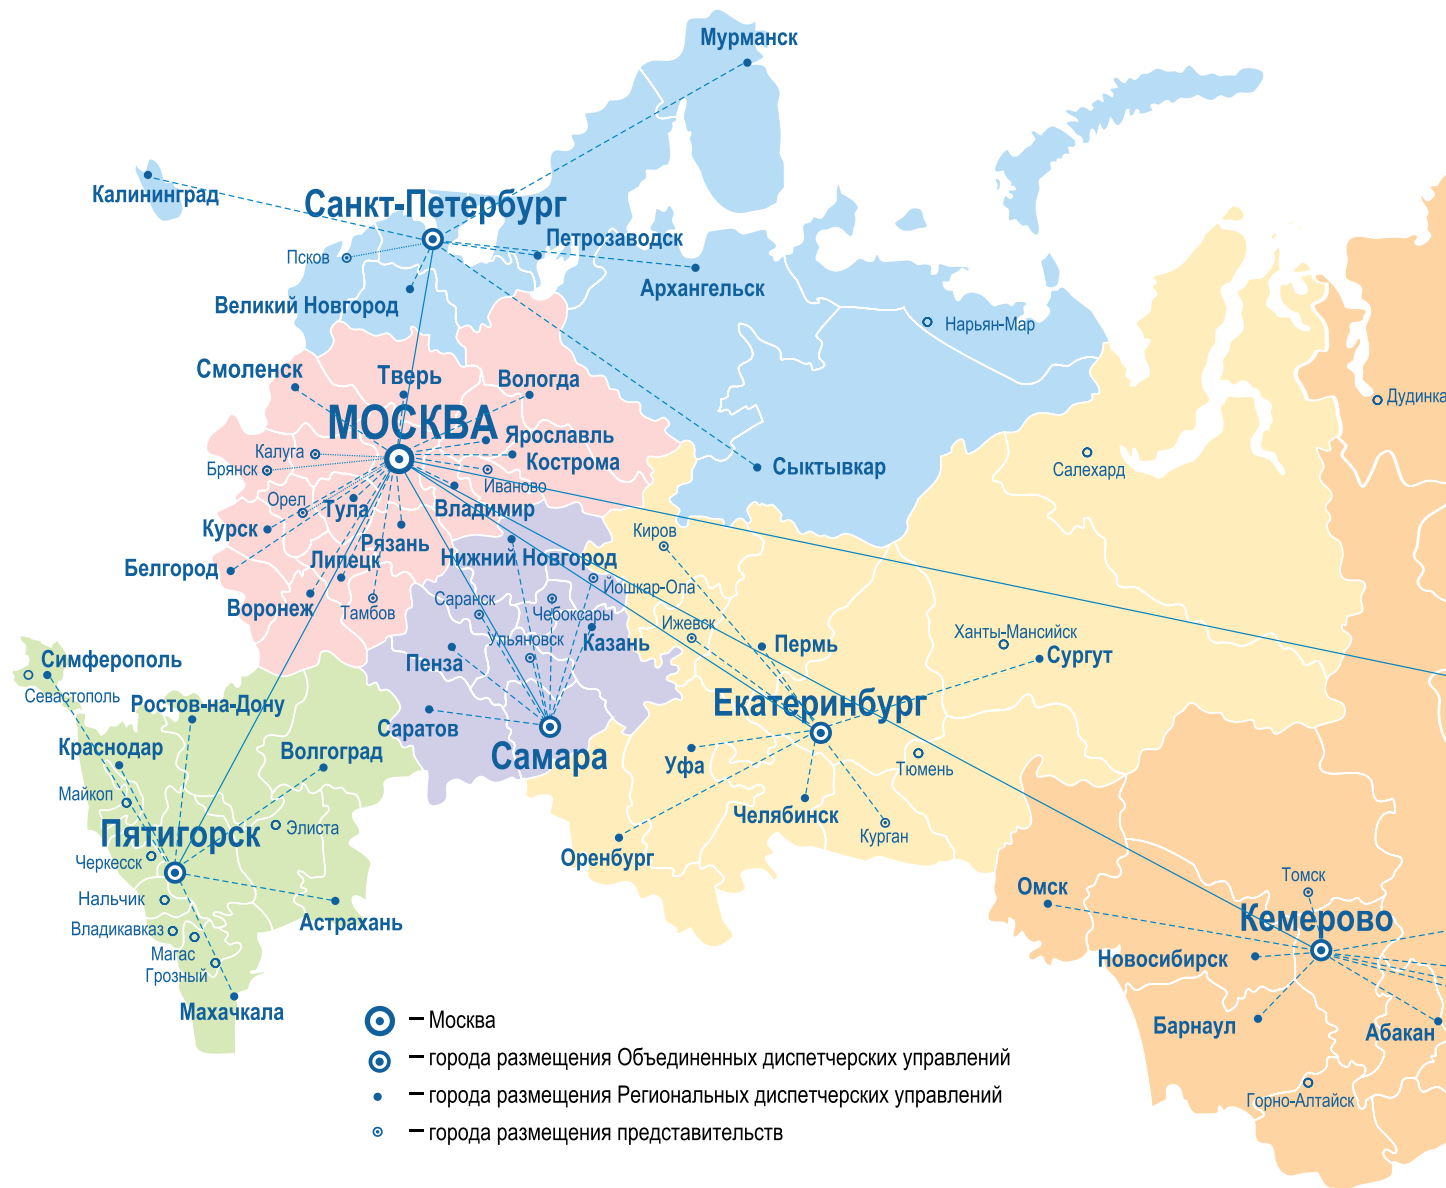 Мурманск
Калининград
Санкт-Петербург
Петрозаводск
Псков
Архангельск
Великий Новгород
Нарьян-Мар
Смоленск
Тверь
Вологда
Дудинка
МОСКВА
Ярославль
Калуга
Кострома
Брянск
Сыктывкар
Салехард
Иваново
Орел
Тула
Владимир
Курск
Киров
Рязань
Липецк
Нижний Новгород
Белгород
Йошкар-Ола
Воронеж
Тамбов
Саранск
Чебоксары
Ижевск
Ульяновск
Казань
Пермь
Ханты-Мансийск
Сургут
Симферополь
Пенза
Севастополь
Ростов-на-Дону
Екатеринбург
Саратов
Краснодар
Волгоград
Самара
Уфа
Тюмень
Майкоп
Челябинск
Элиста
Пятигорск
Курган
Черкесск
Оренбург
Томск
Омск
Нальчик
Кемерово
Астрахань
Владикавказ
Магас
Новосибирск
Грозный
Махачкала
Барнаул
Абакан
Горно-Алтайск
– Москва
– города размещения Объединенных диспетчерских управлений
– города размещения Региональных диспетчерских управлений
– города размещения представительств